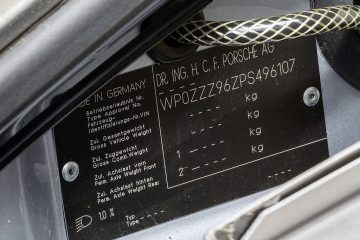 MADE IN GERMANY
DR. ING. H. C. F. PORSCHE AG
Betriebserlaubnis Nr.
Type Approval No.
Fahrzeug-
Identifizierungs-Nr. VIN
WP0ZZZ96ZPS496107
Zul. Gesamtgewicht
Gross Vehicle Weight
---- kg
Zul. Zuggewicht
Gross Comb. Weight
---- kg
Zul. Achslast vorn
Perm. Axle Weight Front
1 ---- kg
Zul. Achslast hinten
Perm. Axle Weight Rear
2 ---- kg
1,0 %
Typ ----
Type ----